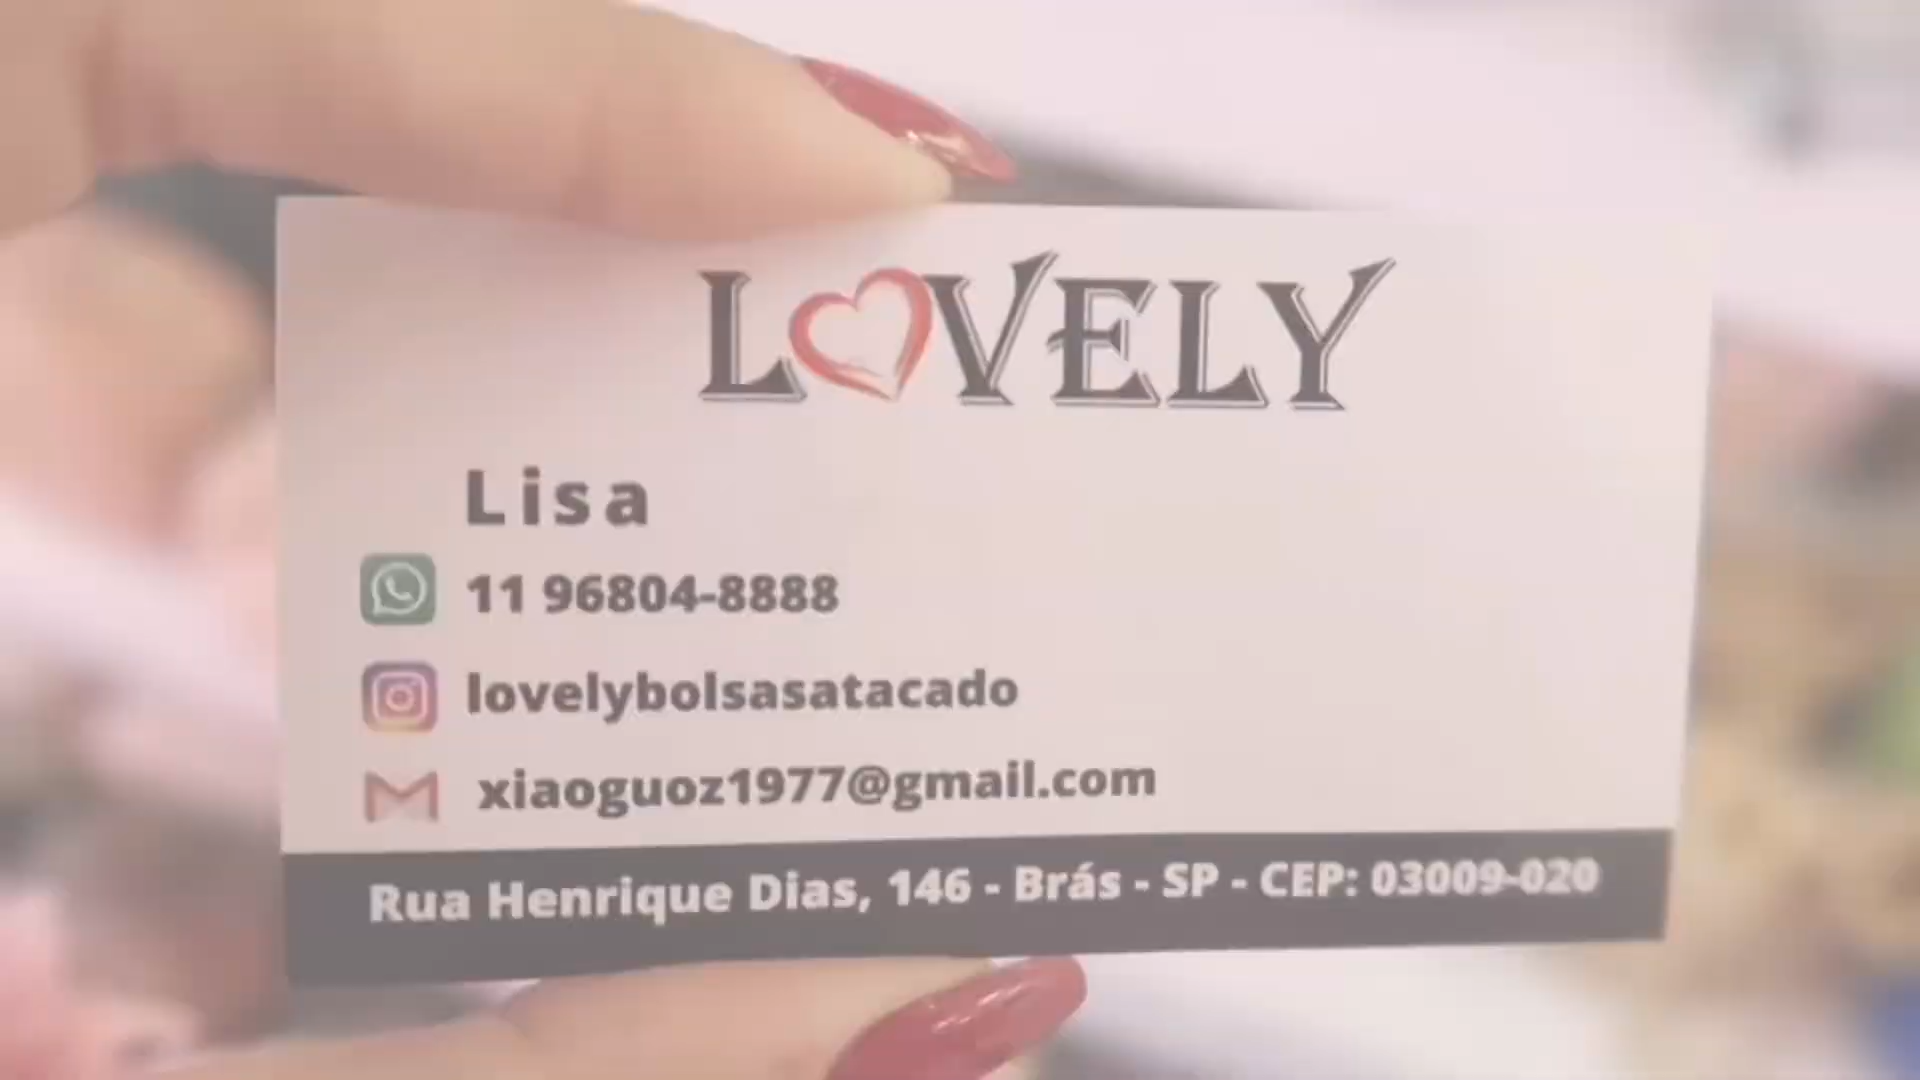 LOVELY
Lisa
11 96804-8888
lovelybolsasatacado
xiaoguoz1977@gmail.com
Rua Henrique Dias, 146 - Brás - SP - CEP: 03009-020